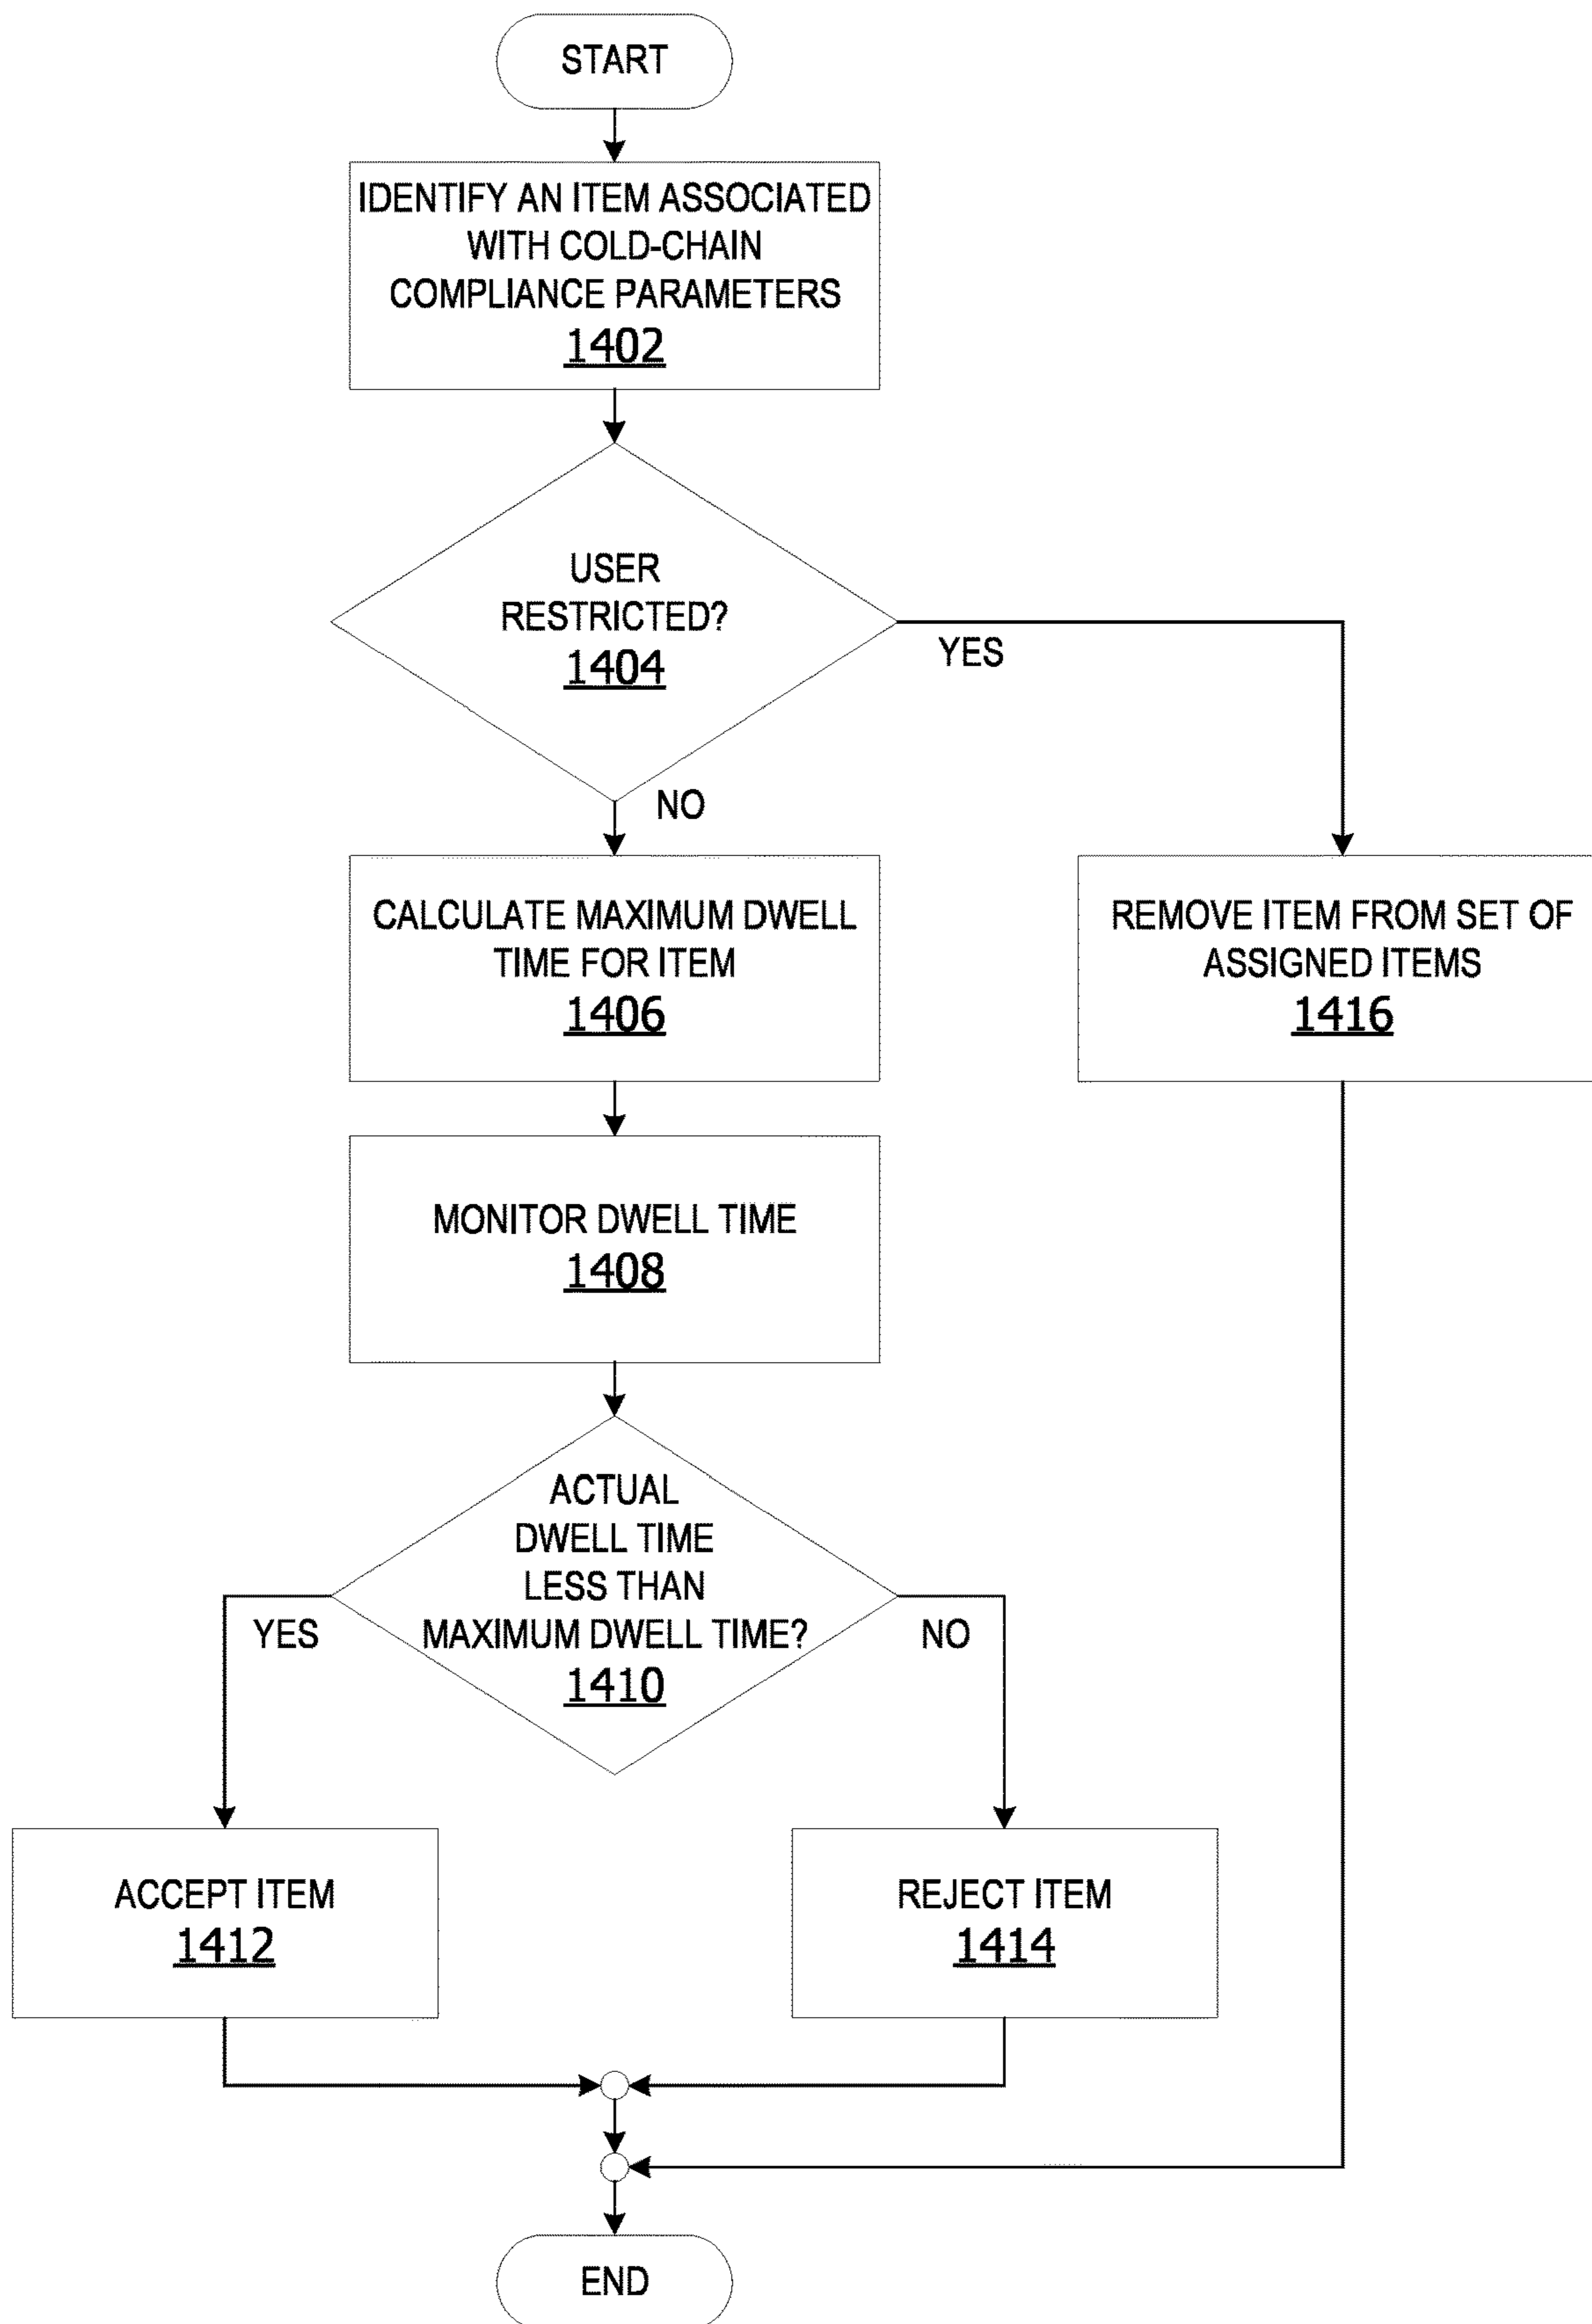 START
IDENTIFY AN ITEM ASSOCIATED
WITH COLD-CHAIN
COMPLIANCE PARAMETERS
1402
USER
RESTRICTED?
1404
YES
NO
CALCULATE MAXIMUM DWELL
TIME FOR ITEM
1406
REMOVE ITEM FROM SET OF
ASSIGNED ITEMS
1416
MONITOR DWELL TIME
1408
ACTUAL
DWELL TIME
LESS THAN
MAXIMUM DWELL TIME?
1410
YES
NO
ACCEPT ITEM
1412
REJECT ITEM
1414
END